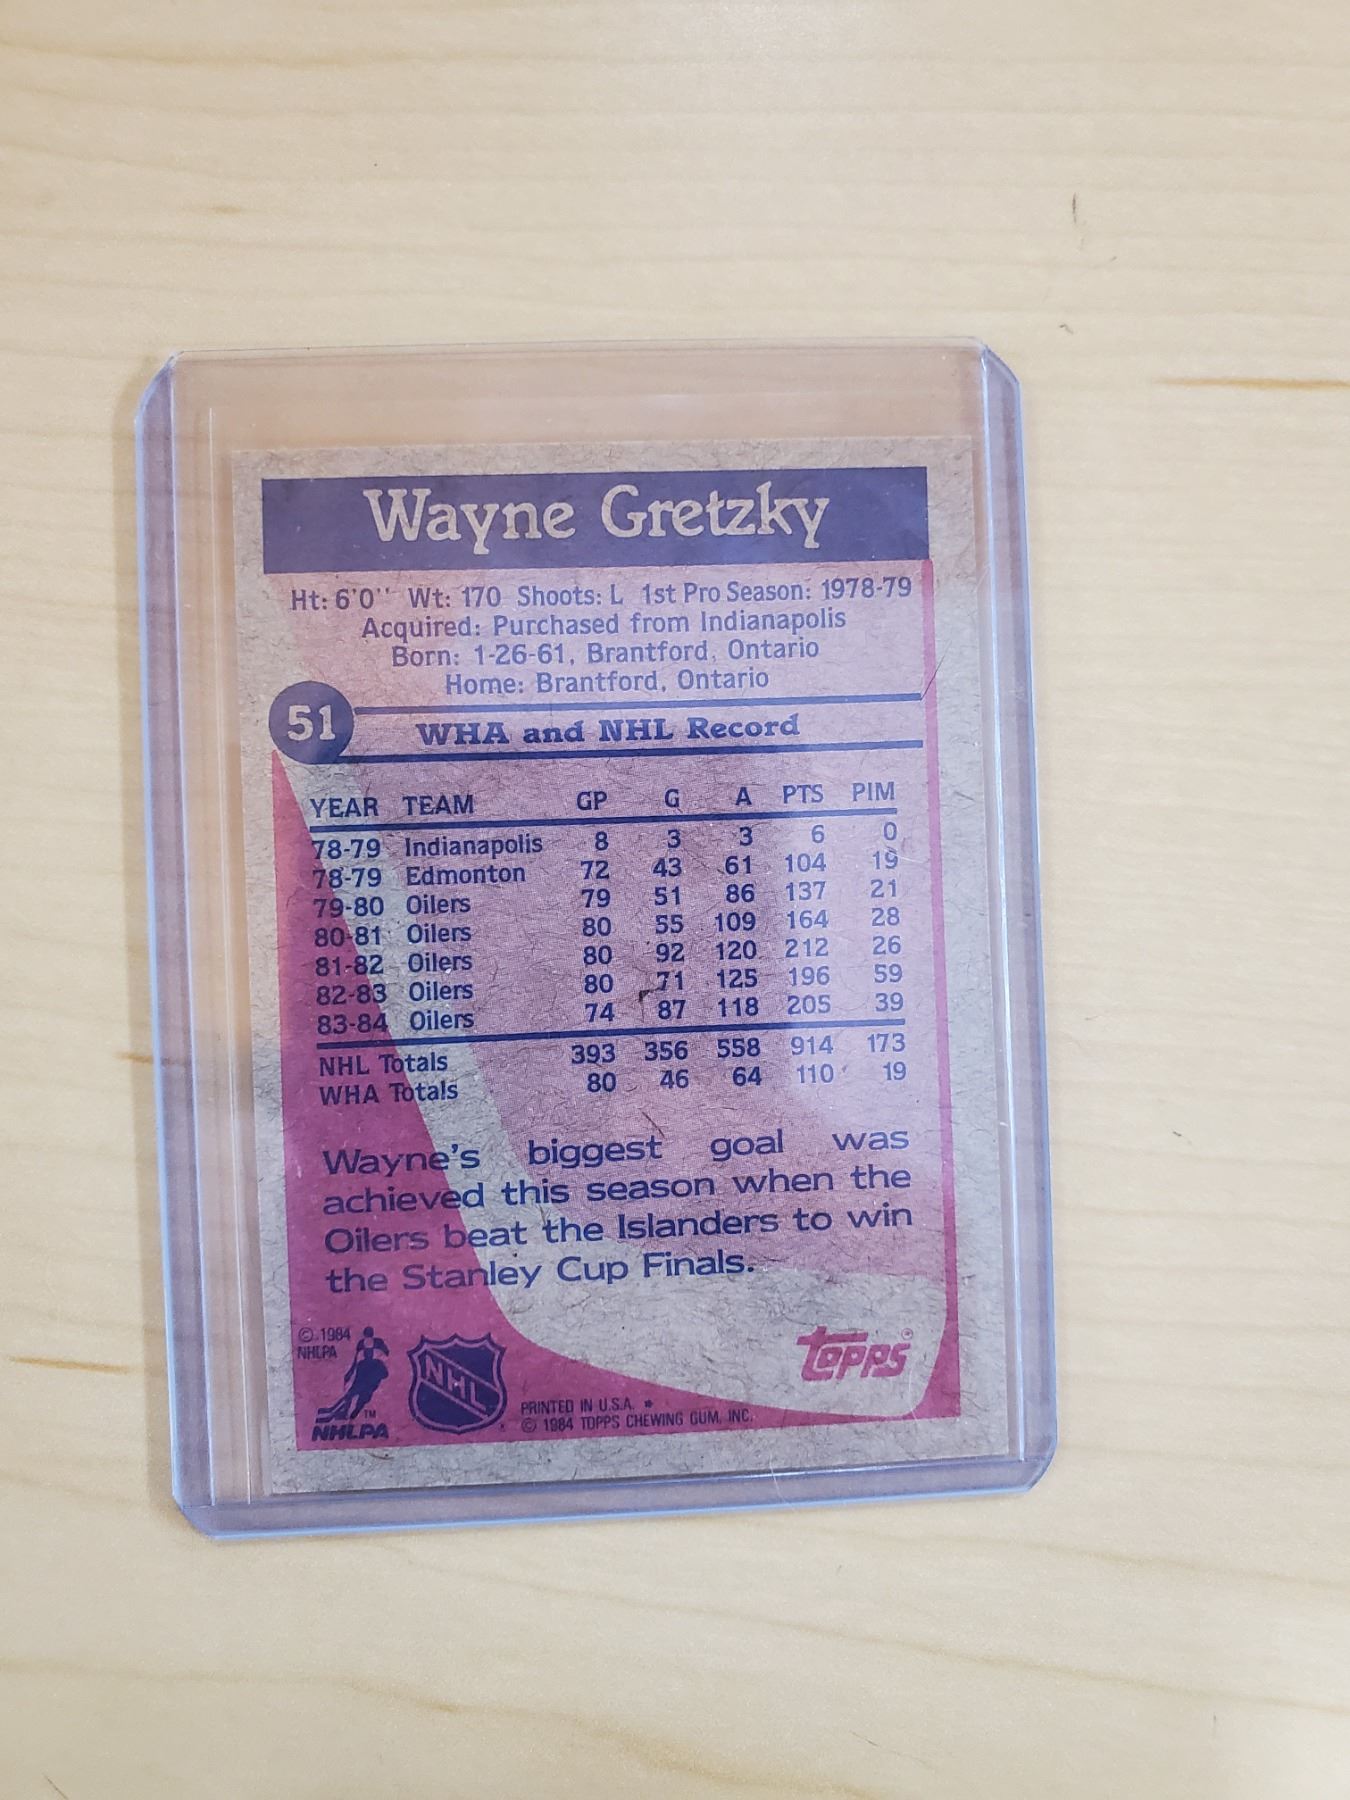 Wayne Gretzky
Ht: 6'0'' Wt: 170 Shoots: L 1st Pro Season: 1978-79
Acquired: Purchased from Indianapolis
Born: 1-26-61, Brantford, Ontario
Home: Brantford, Ontario
51
WHA and NHL Record
YEAR TEAM GP G A PTS PIM
78-79 Indianapolis 8 3 3 6 0
78-79 Edmonton 72 43 61 104 19
79-80 Oilers 79 51 86 137 21
80-81 Oilers 80 55 109 164 28
81-82 Oilers 80 92 120 212 26
82-83 Oilers 80 71 125 196 59
83-84 Oilers 74 87 118 205 39
NHL Totals 393 356 558 914 173
WHA Totals 80 46 64 110 19
Wayne's biggest goal was
achieved this season when the
Oilers beat the Islanders to win
the Stanley Cup Finals.
© 1984
NHLPA
TM
NHLPA
NHL
PRINTED IN U.S.A. *
© 1984 TOPPS CHEWING GUM, INC.
topps®